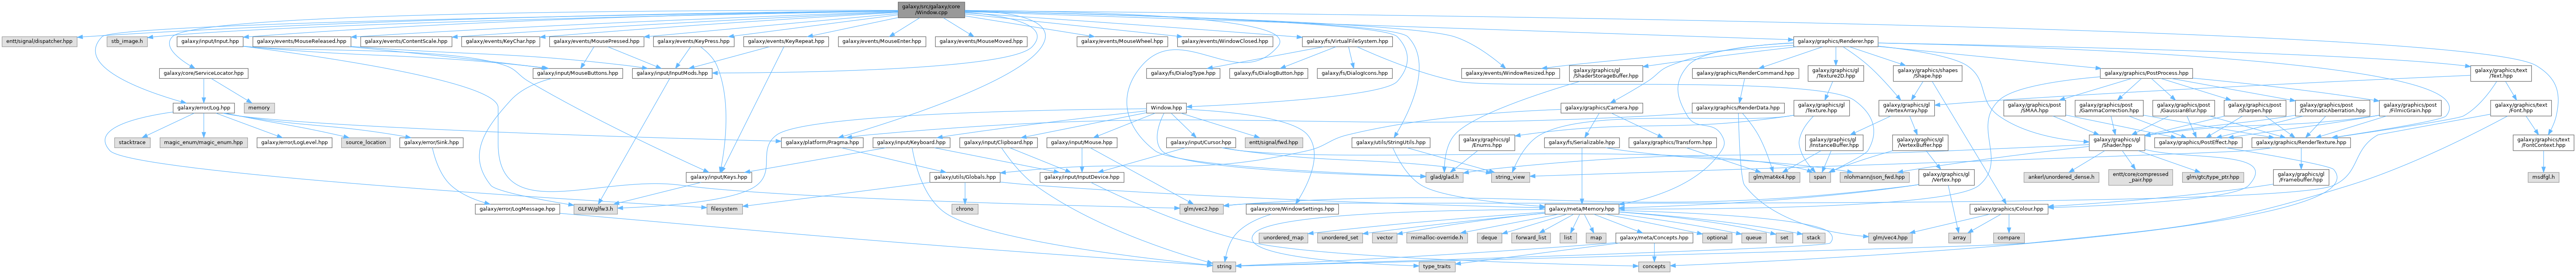 galaxy/src/galaxy/core
/Window.cpp
entt/signal/dispatcher.hpp
stb_image.h
galaxy/input/Input.hpp
galaxy/events/MouseReleased.hpp
galaxy/events/ContentScale.hpp
galaxy/events/KeyChar.hpp
galaxy/events/MousePressed.hpp
galaxy/events/KeyPress.hpp
galaxy/events/KeyRepeat.hpp
galaxy/events/MouseEnter.hpp
galaxy/events/MouseMoved.hpp
galaxy/events/MouseWheel.hpp
galaxy/events/WindowClosed.hpp
galaxy/fs/VirtualFileSystem.hpp
galaxy/graphics/Renderer.hpp
galaxy/core/ServiceLocator.hpp
galaxy/input/MouseButtons.hpp
galaxy/input/InputMods.hpp
galaxy/fs/DialogType.hpp
galaxy/fs/DialogButton.hpp
galaxy/fs/DialogIcons.hpp
galaxy/events/WindowResized.hpp
galaxy/graphics/gl
/ShaderStorageBuffer.hpp
galaxy/graphics/RenderCommand.hpp
galaxy/graphics/gl
/Texture2D.hpp
galaxy/graphics/shapes
/Shape.hpp
galaxy/graphics/PostProcess.hpp
galaxy/graphics/text
/Text.hpp
galaxy/error/Log.hpp
memory
Window.hpp
galaxy/graphics/Camera.hpp
galaxy/graphics/RenderData.hpp
galaxy/graphics/gl
/Texture.hpp
galaxy/graphics/gl
/VertexArray.hpp
galaxy/graphics/post
/SMAA.hpp
galaxy/graphics/post
/GammaCorrection.hpp
galaxy/graphics/post
/GaussianBlur.hpp
galaxy/graphics/post
/Sharpen.hpp
galaxy/graphics/post
/ChromaticAberration.hpp
galaxy/graphics/post
/FilmicGrain.hpp
galaxy/graphics/text
/Font.hpp
stacktrace
magic_enum/magic_enum.hpp
galaxy/error/LogLevel.hpp
source_location
galaxy/error/Sink.hpp
galaxy/platform/Pragma.hpp
galaxy/input/Keyboard.hpp
galaxy/input/Clipboard.hpp
galaxy/input/Mouse.hpp
galaxy/input/Cursor.hpp
entt/signal/fwd.hpp
galaxy/utils/StringUtils.hpp
galaxy/graphics/gl
/Enums.hpp
galaxy/fs/Serializable.hpp
galaxy/graphics/Transform.hpp
galaxy/graphics/gl
/InstanceBuffer.hpp
galaxy/graphics/gl
/VertexBuffer.hpp
galaxy/graphics/gl
/Shader.hpp
galaxy/graphics/PostEffect.hpp
galaxy/graphics/RenderTexture.hpp
galaxy/graphics/text
/FontContext.hpp
galaxy/input/Keys.hpp
galaxy/utils/Globals.hpp
galaxy/input/InputDevice.hpp
glad/glad.h
string_view
glm/mat4x4.hpp
span
nlohmann/json_fwd.hpp
galaxy/graphics/gl
/Vertex.hpp
ankerl/unordered_dense.h
entt/core/compressed
_pair.hpp
glm/gtc/type_ptr.hpp
galaxy/graphics/gl
/Framebuffer.hpp
msdfgl.h
galaxy/error/LogMessage.hpp
GLFW/glfw3.h
filesystem
chrono
glm/vec2.hpp
galaxy/core/WindowSettings.hpp
galaxy/meta/Memory.hpp
galaxy/graphics/Colour.hpp
unordered_map
unordered_set
vector
mimalloc-override.h
deque
forward_list
list
map
galaxy/meta/Concepts.hpp
optional
queue
set
stack
glm/vec4.hpp
array
compare
string
type_traits
concepts